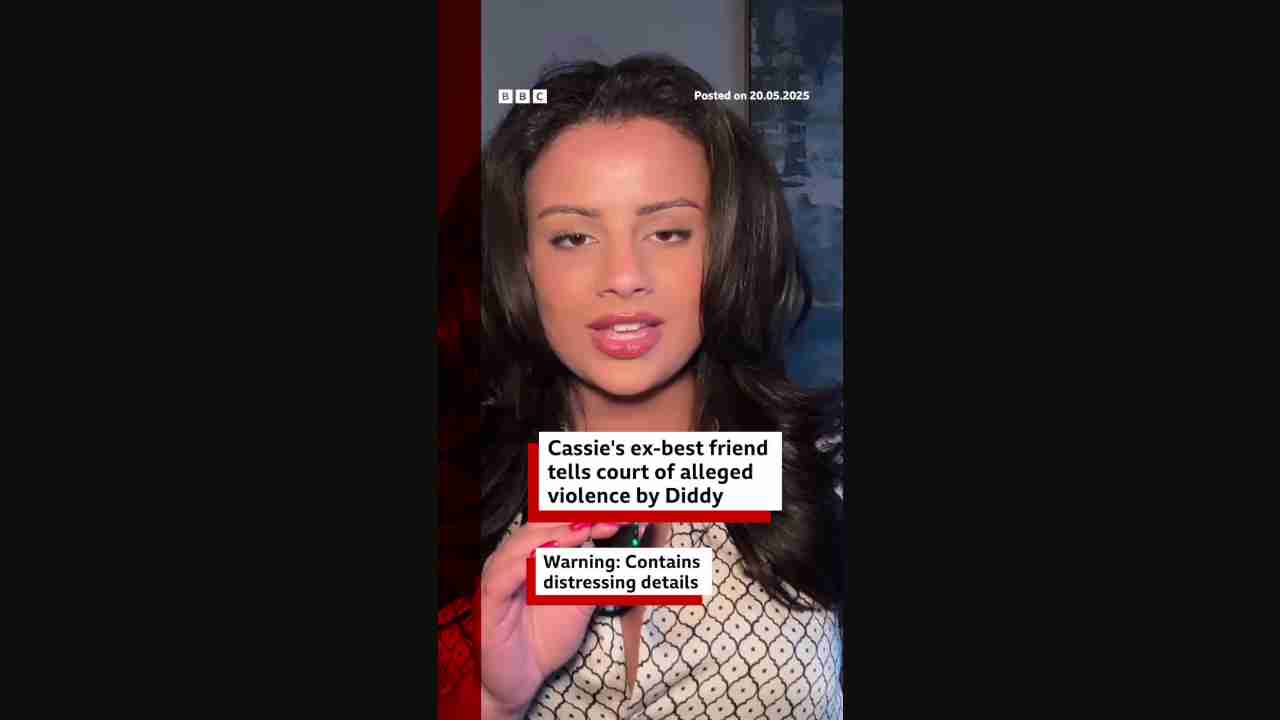 BBC
Posted on 20.05.2025
Cassie's ex-best friend
tells court of alleged
violence by Diddy
Warning: Contains
distressing details